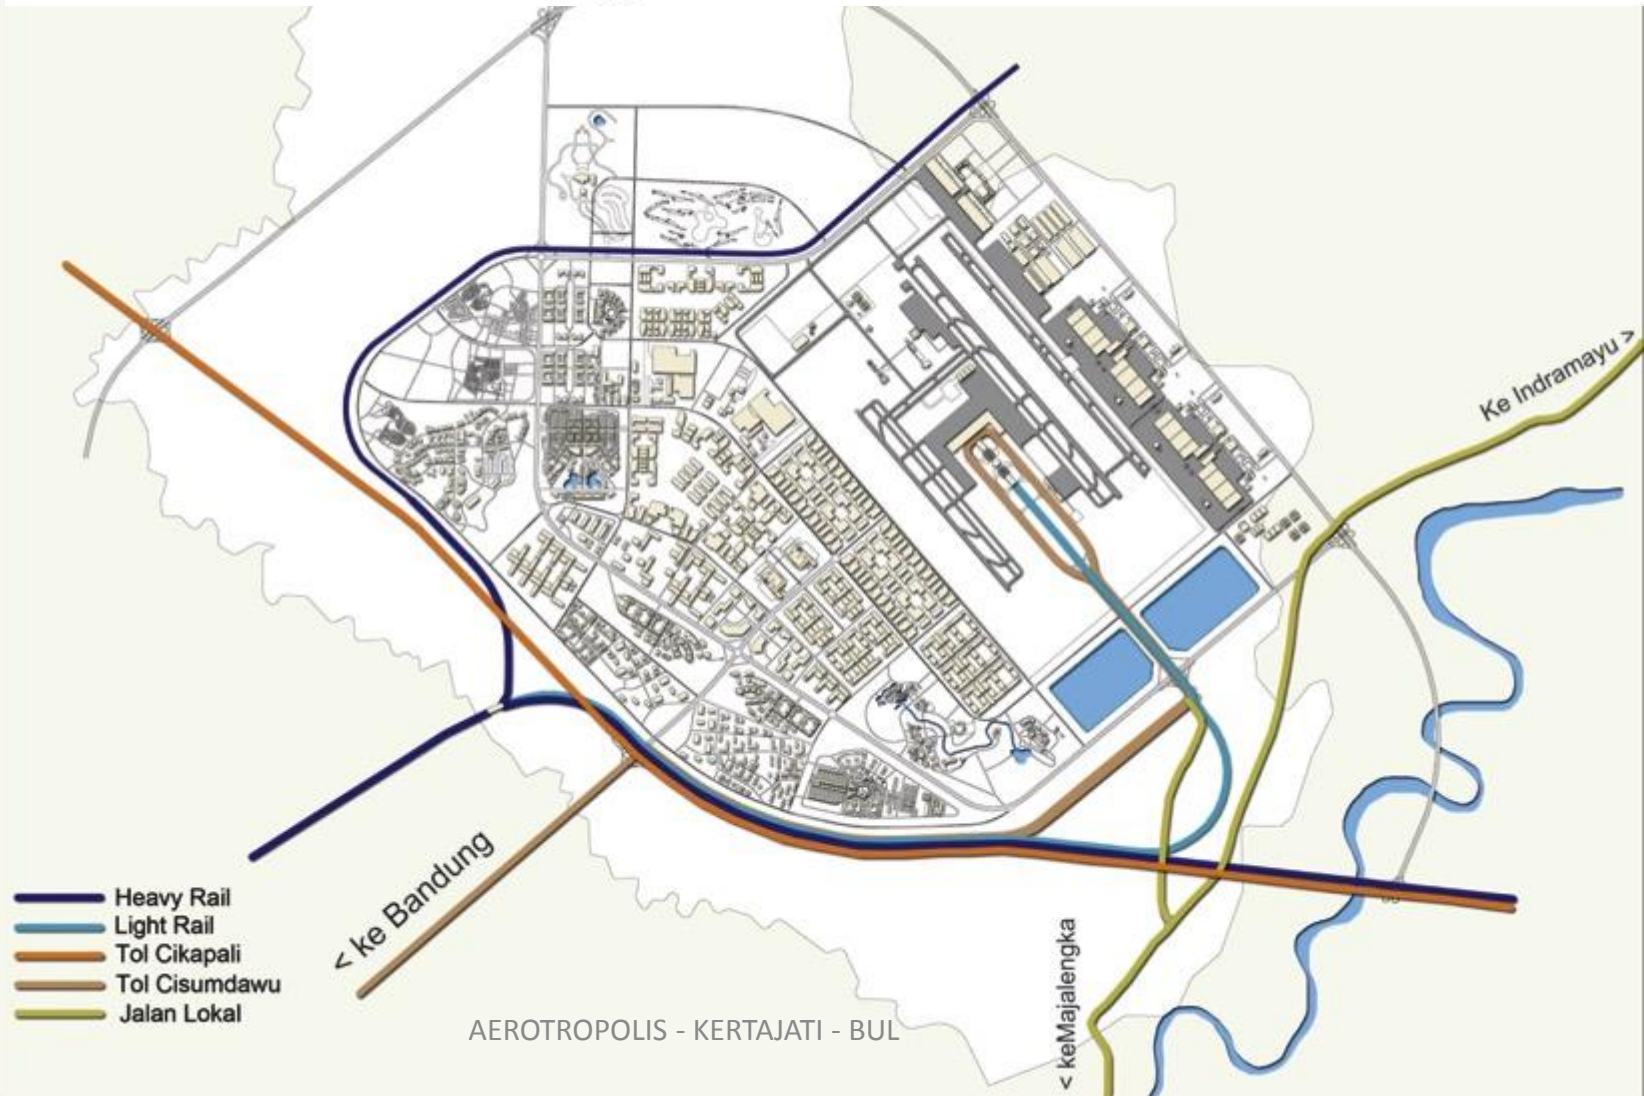 Ke Indramayu >
< ke Bandung
Heavy Rail
Light Rail
Tol Cikapali
Tol Cisumdawu
Jalan Lokal
< keMajalengka
AEROTROPOLIS - KERTAJATI - BUL